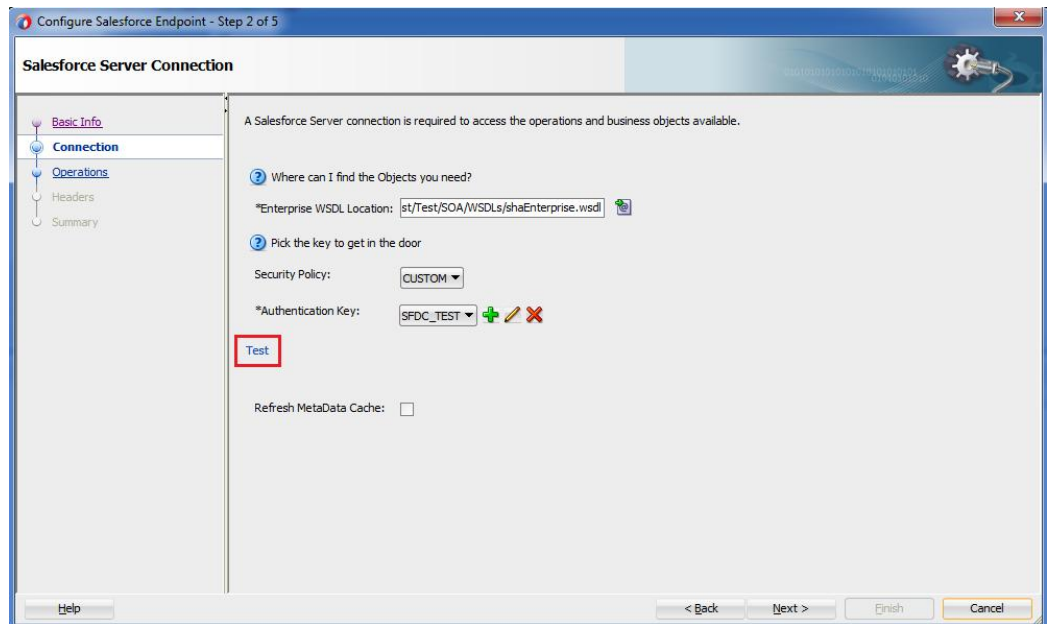 Configure Salesforce Endpoint - Step 2 of 5
Salesforce Server Connection
Basic Info
Connection
Operations
Headers
Summary
A Salesforce Server connection is required to access the operations and business objects available.
Where can I find the Objects you need?
*Enterprise WSDL Location: st/Test/SOA/WSDLs/shaEnterprise.wsdl
Pick the key to get in the door
Security Policy: CUSTOM
*Authentication Key: SFDC_TEST
Test
Refresh MetaData Cache:
Help < Back Next > Finish Cancel